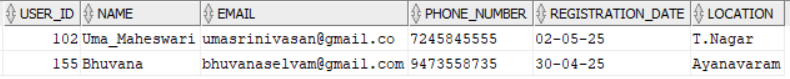 USER_ID NAME EMAIL PHONE_NUMBER REGISTRATION_DATE LOCATION
102 Uma_Maheswari umasrinivasan@gmail.co 7245845555 02-05-25 T.Nagar
155 Bhuvana bhuvanaselvam@gmail.com 9473558735 30-04-25 Ayanavaram